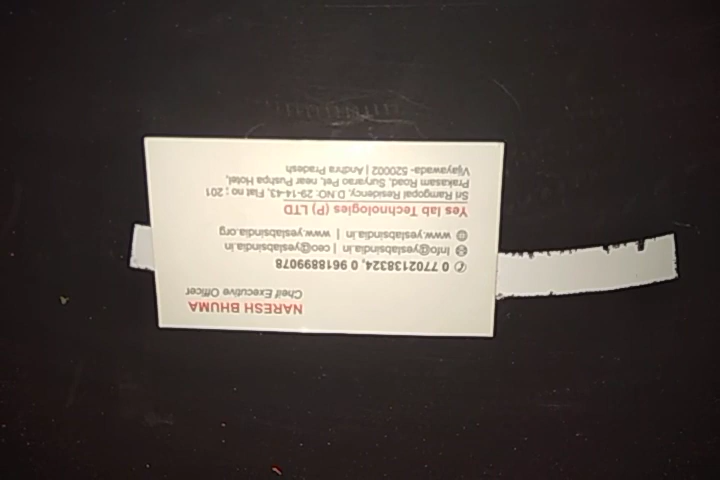 NARESH BHUMA
Cheif Executive Officer
0 7702138324, 0 9618899078
Info@yeslabsindia.in | ceo@yeslabsindia.in
www.yeslabsindia.in | www.yeslabsindia.org
Yes lab Technologies (P) LTD
Sri Ramgopal Residency, D.NO: 29-14-43, Flat no : 201
Prakasam Road, Suryarao Pet, near Pushpa Hotel,
Vijayawada- 520002 | Andhra Pradesh